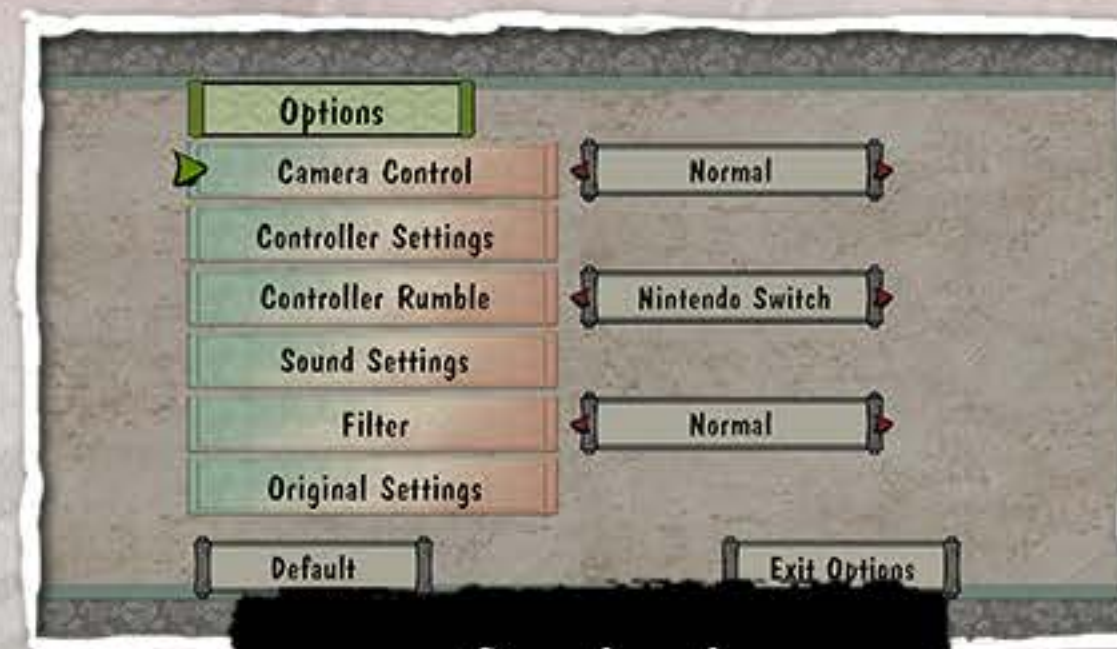 Options
Camera Control
Normal
Controller Settings
Controller Rumble
Nintendo Switch
Sound Settings
Filter
Normal
Original Settings
Default
Exit Options